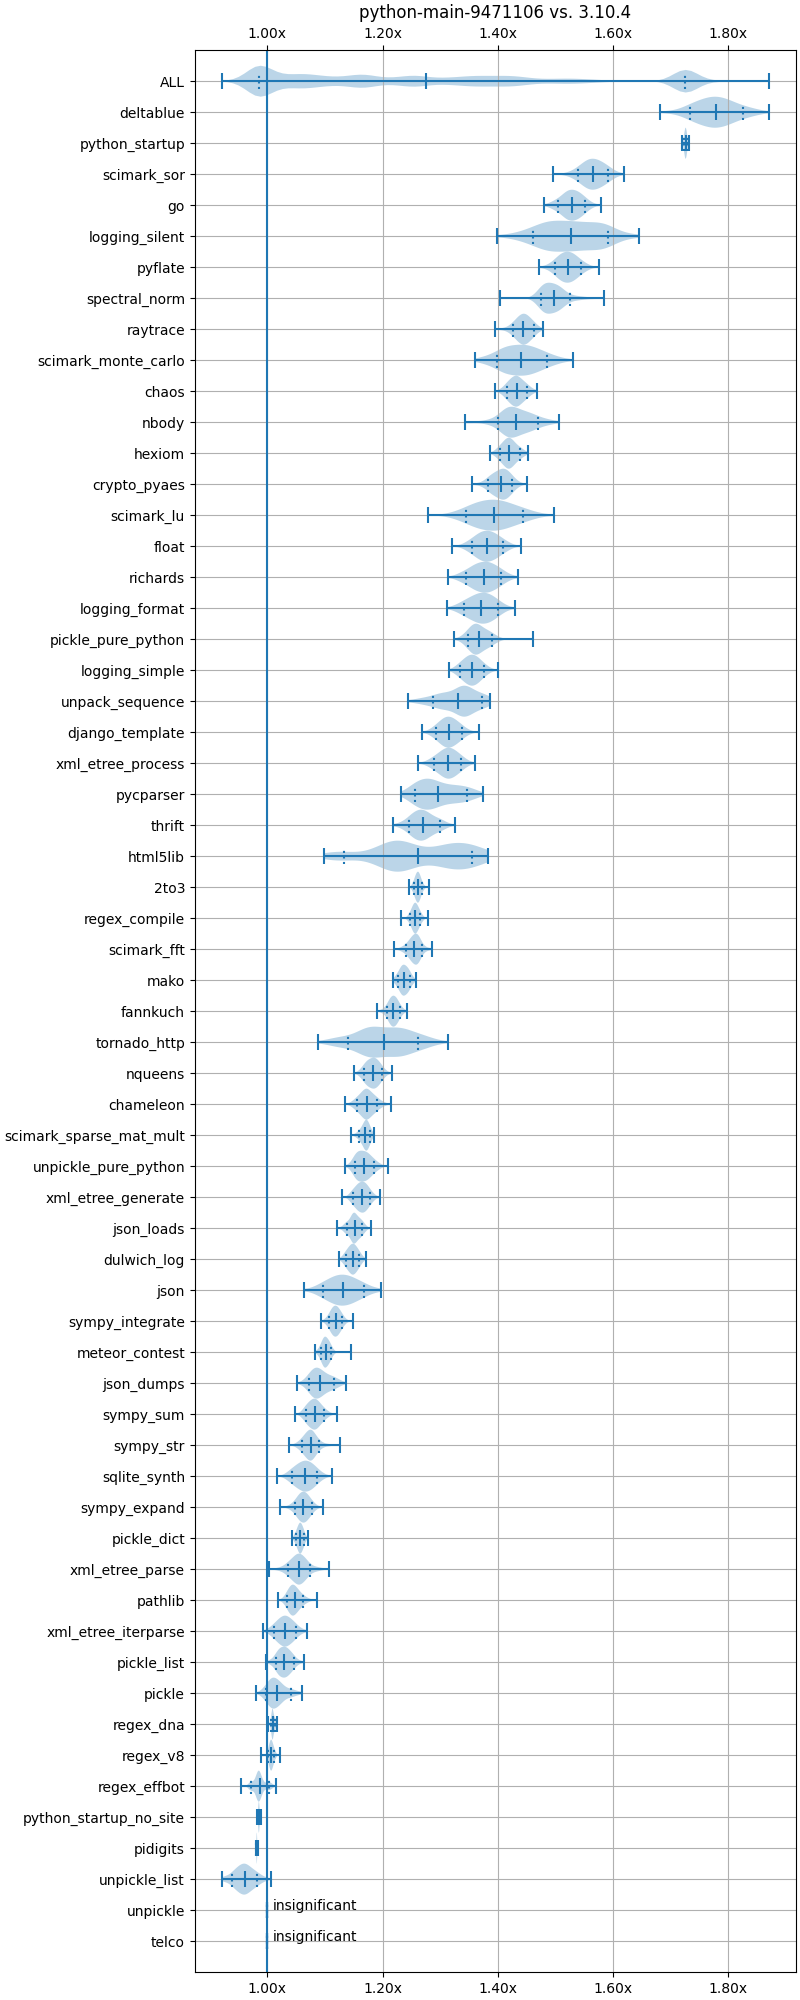 python-main-9471106 vs. 3.10.4
1.00x 1.20x 1.40x 1.60x 1.80x
ALL
deltablue
python_startup
scimark_sor
go
logging_silent
pyflate
spectral_norm
raytrace
scimark_monte_carlo
chaos
nbody
hexiom
crypto_pyaes
scimark_lu
float
richards
logging_format
pickle_pure_python
logging_simple
unpack_sequence
django_template
xml_etree_process
pycparser
thrift
html5lib
2to3
regex_compile
scimark_fft
mako
fannkuch
tornado_http
nqueens
chameleon
scimark_sparse_mat_mult
unpickle_pure_python
xml_etree_generate
json_loads
dulwich_log
json
sympy_integrate
meteor_contest
json_dumps
sympy_sum
sympy_str
sqlite_synth
sympy_expand
pickle_dict
xml_etree_parse
pathlib
xml_etree_iterparse
pickle_list
pickle
regex_dna
regex_v8
regex_effbot
python_startup_no_site
pidigits
unpickle_list
unpickle insignificant
telco insignificant
1.00x 1.20x 1.40x 1.60x 1.80x